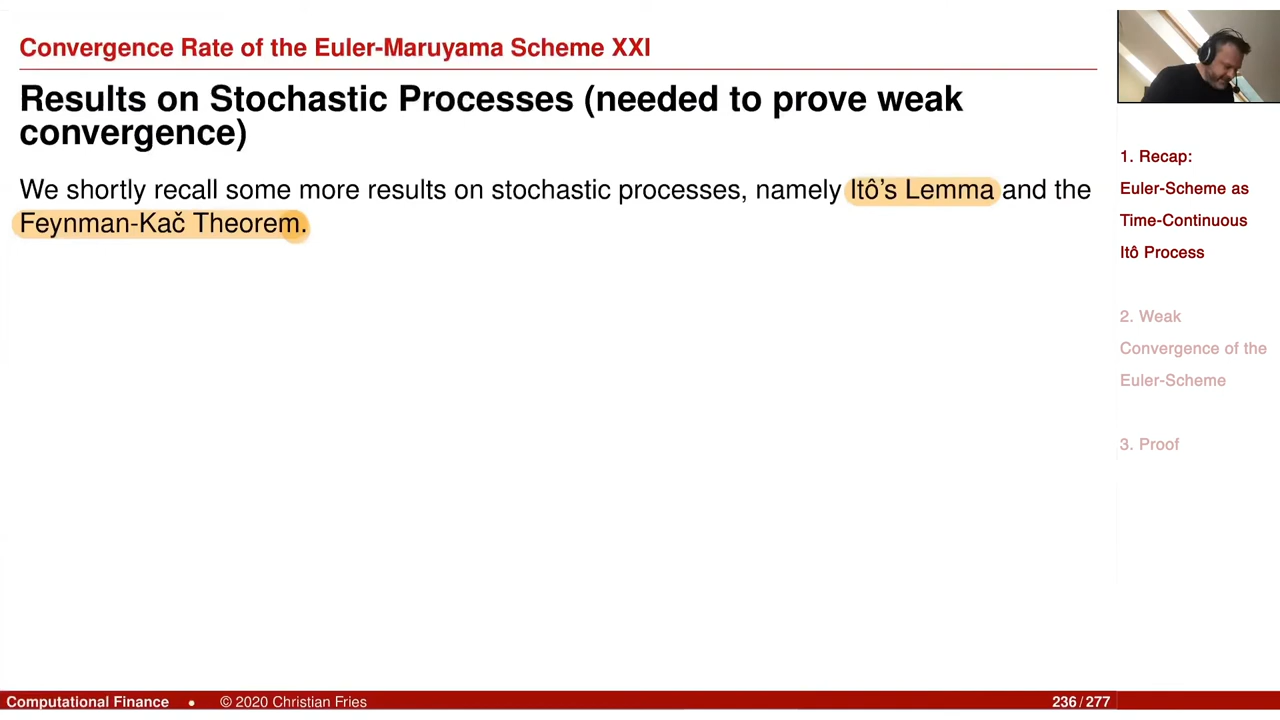 Convergence Rate of the Euler-Maruyama Scheme XXI
Results on Stochastic Processes (needed to prove weak
convergence)
We shortly recall some more results on stochastic processes, namely Itô's Lemma and the
Feynman-Kač Theorem.
1. Recap:
Euler-Scheme as
Time-Continuous
Itô Process
2. Weak
Convergence of the
Euler-Scheme
3. Proof
Computational Finance • © 2020 Christian Fries 236 / 277